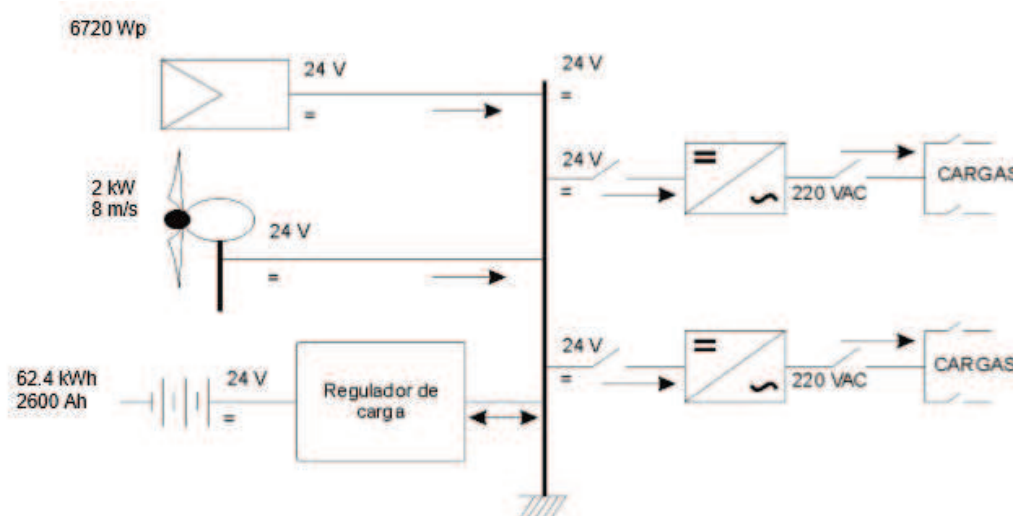 6720 Wp
24 V
=
24 V
=
2 kW
8 m/s
24 V
=
24 V
=
220 VAC
CARGAS
62.4 kWh
2600 Ah
24 V
=
Regulador de
carga
24 V
=
220 VAC
CARGAS